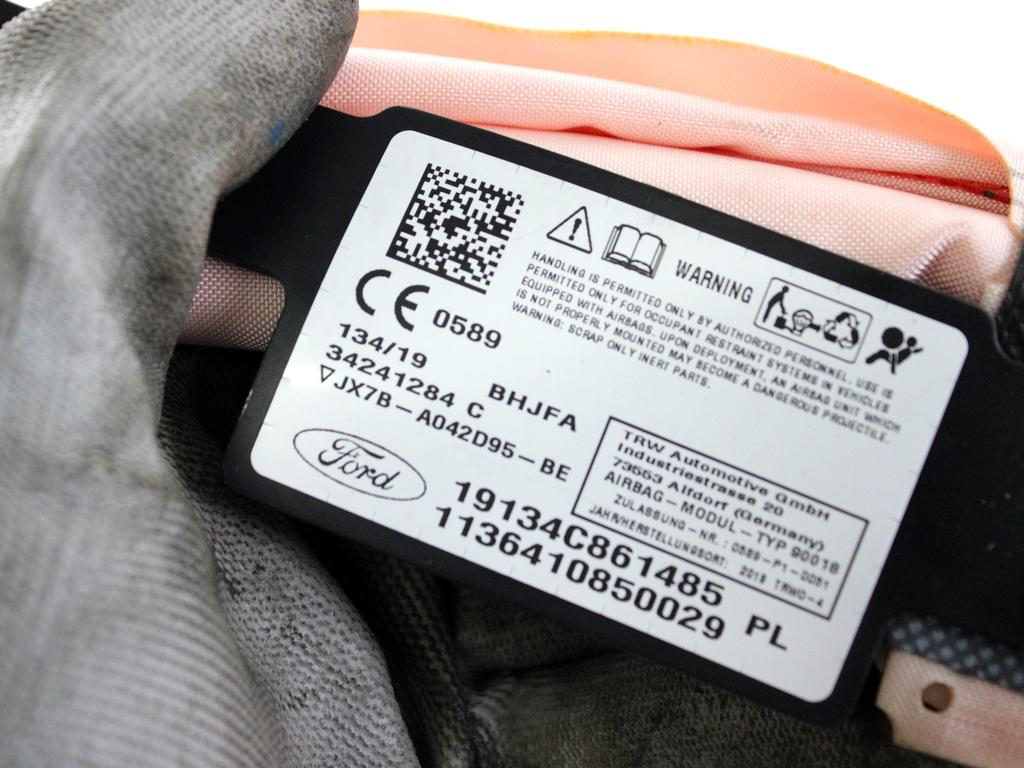 WARNING
HANDLING IS PERMITTED ONLY BY AUTHORIZED PERSONNEL. USE IS
PERMITTED ONLY FOR OCCUPANT RESTRAINT SYSTEMS IN VEHICLES
EQUIPPED WITH AIRBAGS. UPON DEPLOYMENT, AN AIRBAG UNIT WHICH
IS NOT PROPERLY MOUNTED MAY BECOME A DANGEROUS PROJECTILE.
WARNING: SCRAP ONLY INERT PARTS.
CE 0589
134/19 BHJFA
34241284 C
▽JX7B-A042D95-BE
Ford
TRW Automotive GmbH
Industriestrasse 20
73553 Alfdorf (Germany)
AIRBAG-MODUL-TYP 90018
ZULASSUNG-NR.: 0589-P1-0051
JAHR/HERSTELLUNGSORT: 2019 TRWO-4
19134C861485
1136410850029 PL